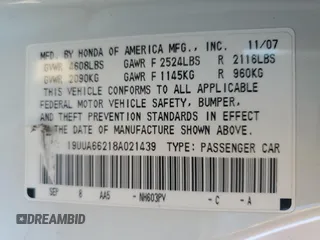 MFD. BY HONDA OF AMERICA MFG., INC. 11/07
GVWR 4608LBS GAWR F 2524LBS R 2116LBS
GVWR 2090KG GAWR F 1145KG R 960KG
THIS VEHICLE CONFORMS TO ALL APPLICABLE
FEDERAL MOTOR VEHICLE SAFETY, BUMPER,
AND THEFT PREVENTION STANDARDS IN EFFECT
ON THE DATE OF MANUFACTURE SHOWN ABOVE.
19UUA66218A021439 TYPE: PASSENGER CAR
SEP 8 AA5 - NH603PV - C - A
DREAMBID